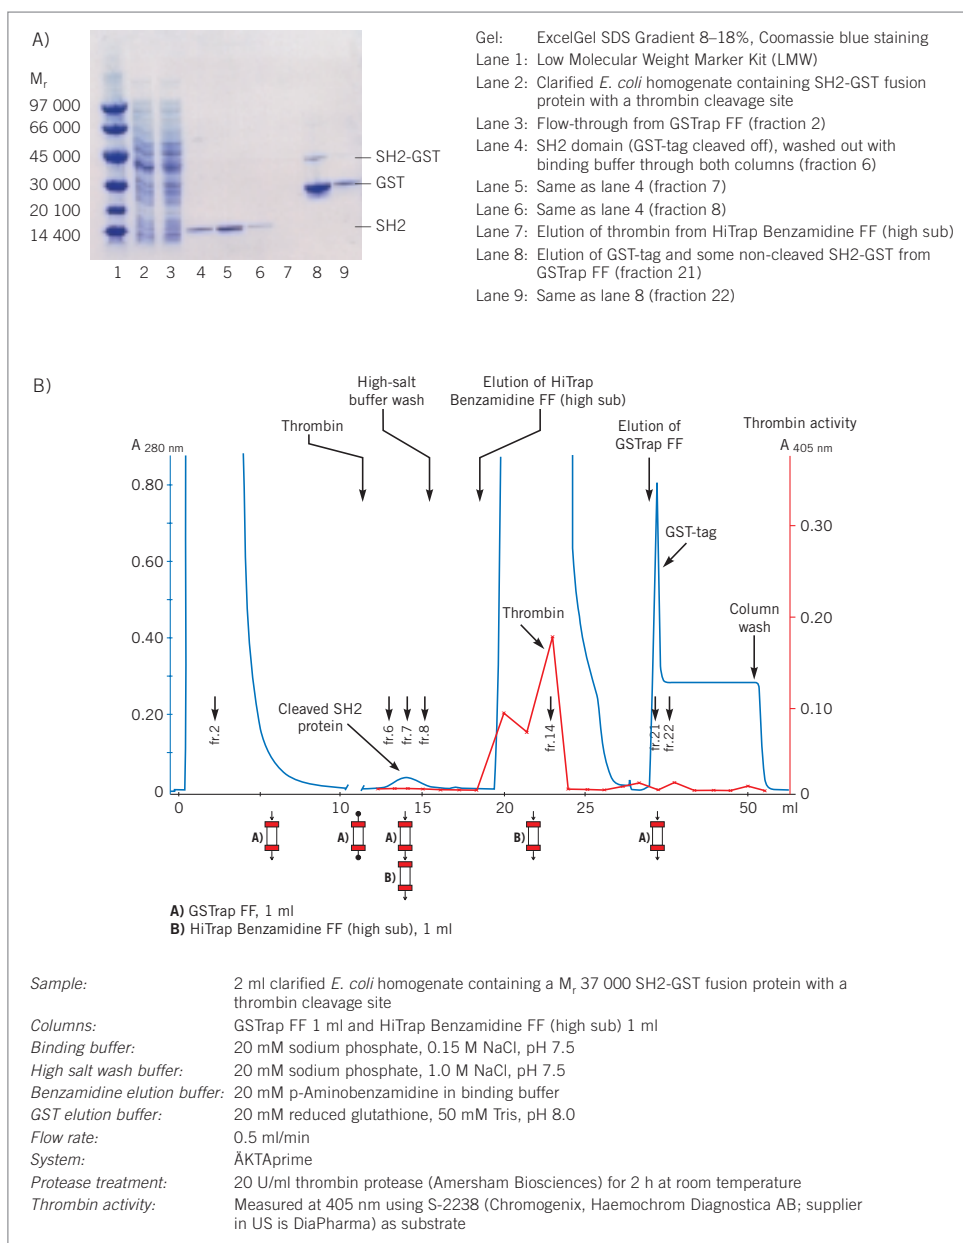 A)
M_r
97 000
66 000
45 000
30 000
20 100
14 400
SH2-GST
GST
SH2
1 2 3 4 5 6 7 8 9
Gel: ExcelGel SDS Gradient 8–18%, Coomassie blue staining
Lane 1: Low Molecular Weight Marker Kit (LMW)
Lane 2: Clarified E. coli homogenate containing SH2-GST fusion
protein with a thrombin cleavage site
Lane 3: Flow-through from GSTrap FF (fraction 2)
Lane 4: SH2 domain (GST-tag cleaved off), washed out with
binding buffer through both columns (fraction 6)
Lane 5: Same as lane 4 (fraction 7)
Lane 6: Same as lane 4 (fraction 8)
Lane 7: Elution of thrombin from HiTrap Benzamidine FF (high sub)
Lane 8: Elution of GST-tag and some non-cleaved SH2-GST from
GSTrap FF (fraction 21)
Lane 9: Same as lane 8 (fraction 22)
B)
A 280 nm
Thrombin
High-salt
buffer wash
Elution of HiTrap
Benzamidine FF (high sub)
Elution of
GSTrap FF
Thrombin activity
A 405 nm
0.80
0.60
0.40
0.20
0
0.30
0.20
0.10
0
GST-tag
Column
wash
Thrombin
Cleaved SH2
protein
fr.2
fr.6
fr.7
fr.8
fr.14
fr.21
fr.22
0 10 15 20 25 50 ml
A)
A)
A)
B)
B)
A)
A) GSTrap FF, 1 ml
B) HiTrap Benzamidine FF (high sub), 1 ml
Sample: 2 ml clarified E. coli homogenate containing a M_r 37 000 SH2-GST fusion protein with a
thrombin cleavage site
Columns: GSTrap FF 1 ml and HiTrap Benzamidine FF (high sub) 1 ml
Binding buffer: 20 mM sodium phosphate, 0.15 M NaCl, pH 7.5
High salt wash buffer: 20 mM sodium phosphate, 1.0 M NaCl, pH 7.5
Benzamidine elution buffer: 20 mM p-Aminobenzamidine in binding buffer
GST elution buffer: 20 mM reduced glutathione, 50 mM Tris, pH 8.0
Flow rate: 0.5 ml/min
System: ÄKTAprime
Protease treatment: 20 U/ml thrombin protease (Amersham Biosciences) for 2 h at room temperature
Thrombin activity: Measured at 405 nm using S-2238 (Chromogenix, Haemochrom Diagnostica AB; supplier
in US is DiaPharma) as substrate